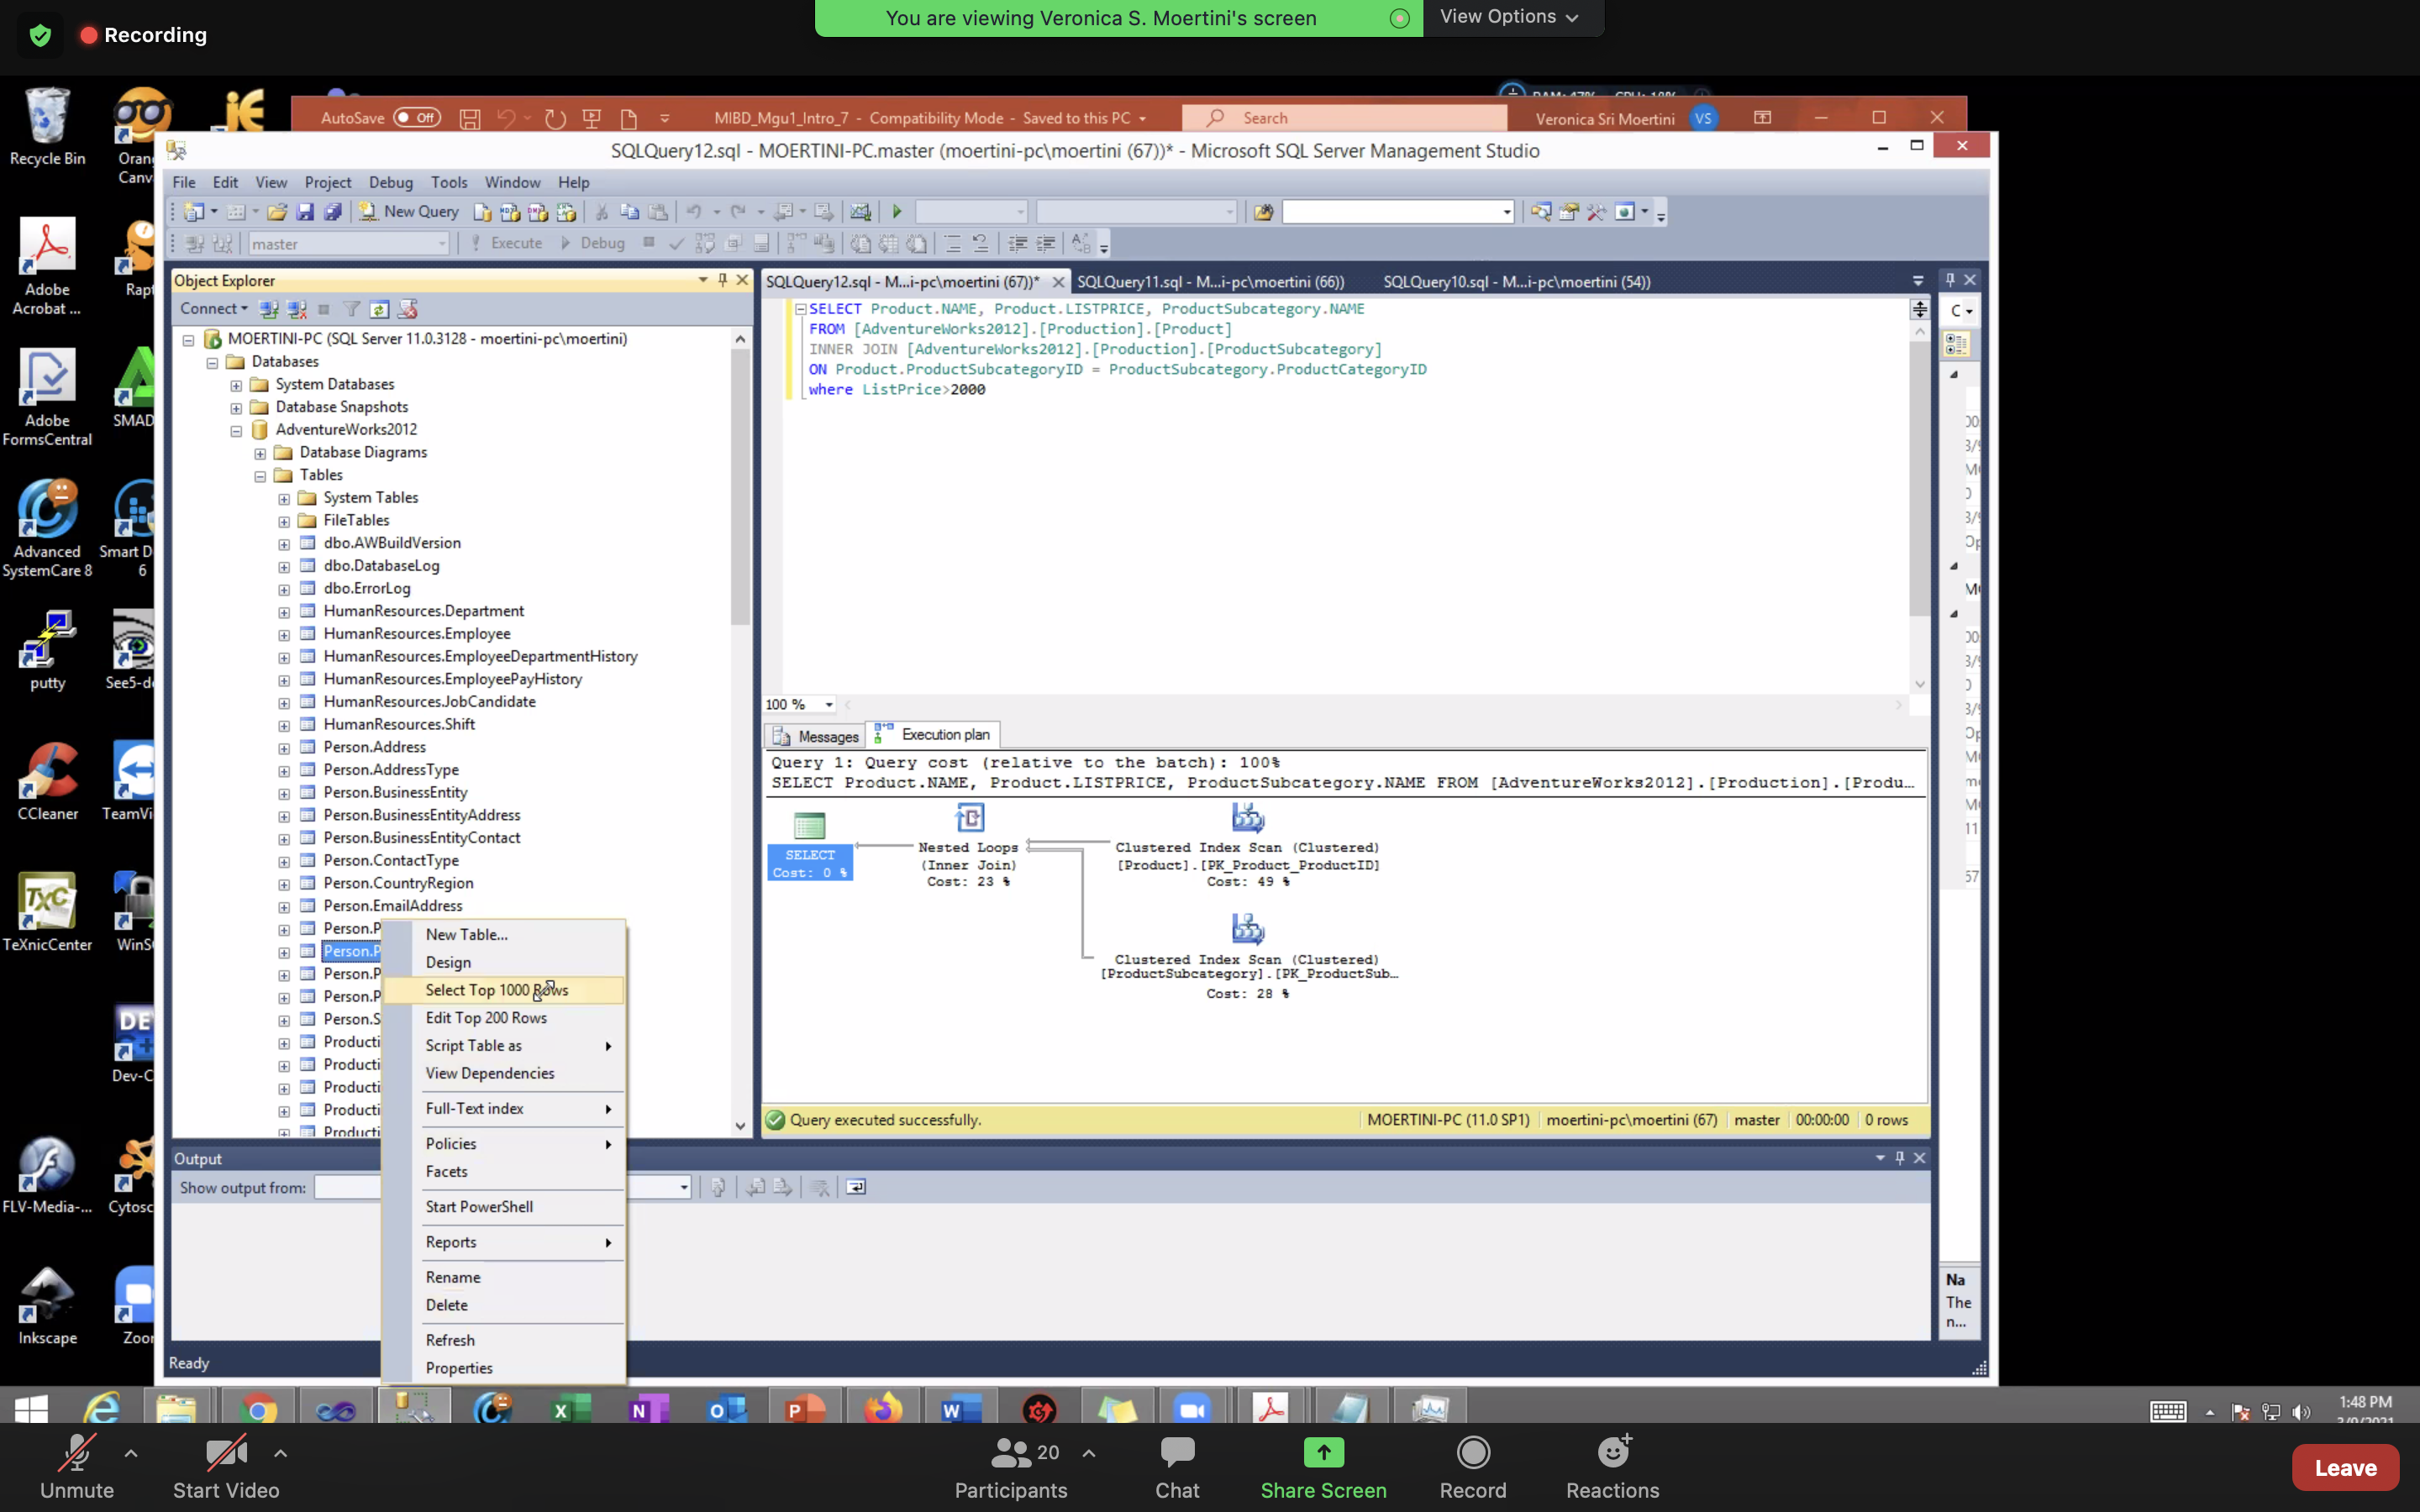 Recording
You are viewing Veronica S. Moertini's screen
View Options
Recycle Bin
Adobe
Acrobat ...
Adobe
FormsCentral
SMAD
Advanced
SystemCare 8
Smart D
6
putty
CCleaner
TeamVi
TeXnicCenter
WinS
Dev-C
FLV-Media-...
Cytosc
Inkscape
Zoor
AutoSave Off
MIBD_Mgu1_Intro_7 - Compatibility Mode - Saved to this PC
Search
Veronica Sri Moertini VS
SQLQuery12.sql - MOERTINI-PC.master (moertini-pc\moertini (67))* - Microsoft SQL Server Management Studio
File Edit View Project Debug Tools Window Help
New Query
master
Execute Debug
Object Explorer
Connect
MOERTINI-PC (SQL Server 11.0.3128 - moertini-pc\moertini)
Databases
System Databases
Database Snapshots
AdventureWorks2012
Database Diagrams
Tables
System Tables
FileTables
dbo.AWBuildVersion
dbo.DatabaseLog
dbo.ErrorLog
HumanResources.Department
HumanResources.Employee
HumanResources.EmployeeDepartmentHistory
HumanResources.EmployeePayHistory
HumanResources.JobCandidate
HumanResources.Shift
Person.Address
Person.AddressType
Person.BusinessEntity
Person.BusinessEntityAddress
Person.BusinessEntityContact
Person.ContactType
Person.CountryRegion
Person.EmailAddress
Person.P
Person.P
Person.P
Person.P
Person.S
Producti
Producti
Producti
Producti
Producti
New Table...
Design
Select Top 1000 Rows
Edit Top 200 Rows
Script Table as
View Dependencies
Full-Text index
Policies
Facets
Start PowerShell
Reports
Rename
Delete
Refresh
Properties
SQLQuery12.sql - M...i-pc\moertini (67))*
SQLQuery11.sql - M...i-pc\moertini (66))
SQLQuery10.sql - M...i-pc\moertini (54))
SELECT Product.NAME, Product.LISTPRICE, ProductSubcategory.NAME
FROM [AdventureWorks2012].[Production].[Product]
INNER JOIN [AdventureWorks2012].[Production].[ProductSubcategory]
ON Product.ProductSubcategoryID = ProductSubcategory.ProductCategoryID
where ListPrice>2000
100 %
Messages
Execution plan
Query 1: Query cost (relative to the batch): 100%
SELECT Product.NAME, Product.LISTPRICE, ProductSubcategory.NAME FROM [AdventureWorks2012].[Production].[Produ...
SELECT
Cost: 0 %
Nested Loops
(Inner Join)
Cost: 23 %
Clustered Index Scan (Clustered)
[Product].[PK_Product_ProductID]
Cost: 49 %
Clustered Index Scan (Clustered)
[ProductSubcategory].[PK_ProductSub...
Cost: 28 %
Query executed successfully.
MOERTINI-PC (11.0 SP1)
moertini-pc\moertini (67)
master
00:00:00
0 rows
Output
Show output from:
Na
The
n...
Ready
1:48 PM
Unmute
Start Video
20
Participants
Chat
Share Screen
Record
Reactions
Leave